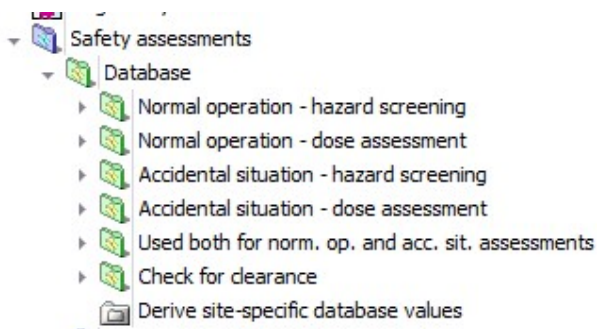 Safety assessments
Database
Normal operation - hazard screening
Normal operation - dose assessment
Accidental situation - hazard screening
Accidental situation - dose assessment
Used both for norm. op. and acc. sit. assessments
Check for clearance
Derive site-specific database values